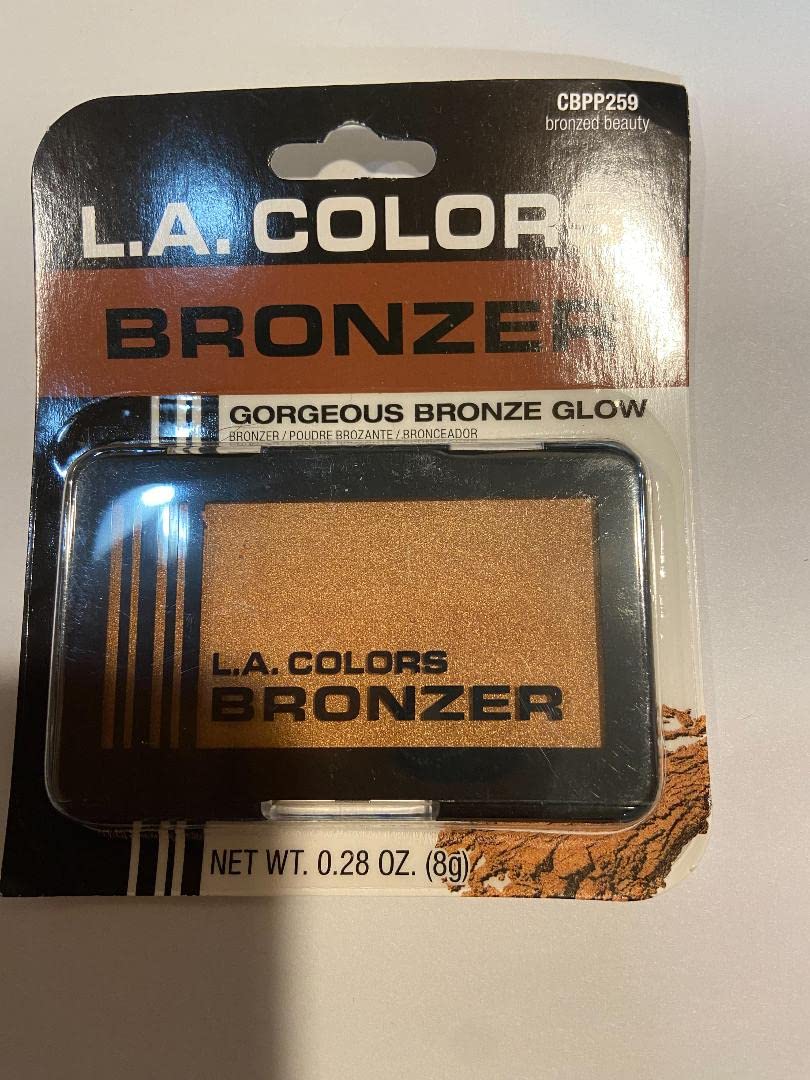 CBPP259
bronzed beauty
L.A. COLORS
BRONZER
GORGEOUS BRONZE GLOW
BRONZER / POUDRE BROZANTE / BRONCEADOR
L.A. COLORS
BRONZER
NET WT. 0.28 OZ. (8g)